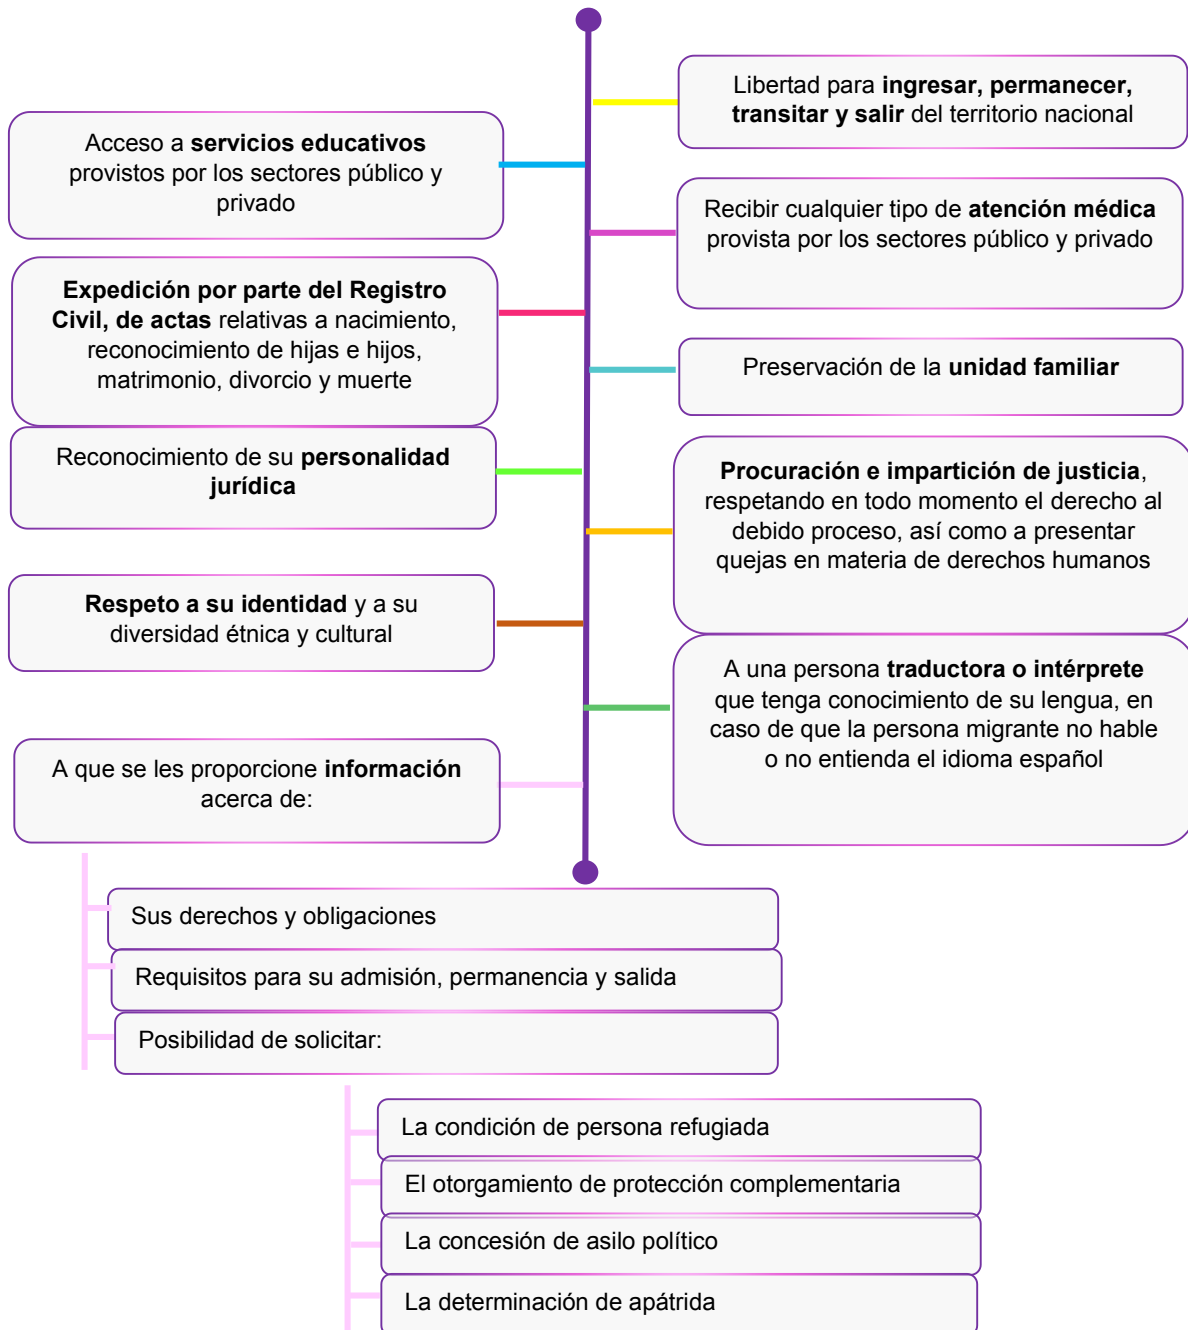 Libertad para ingresar, permanecer,
transitar y salir del territorio nacional
Acceso a servicios educativos
provistos por los sectores público y
privado
Recibir cualquier tipo de atención médica
provista por los sectores público y privado
Expedición por parte del Registro
Civil, de actas relativas a nacimiento,
reconocimiento de hijas e hijos,
matrimonio, divorcio y muerte
Preservación de la unidad familiar
Reconocimiento de su personalidad
jurídica
Procuración e impartición de justicia,
respetando en todo momento el derecho al
debido proceso, así como a presentar
quejas en materia de derechos humanos
Respeto a su identidad y a su
diversidad étnica y cultural
A una persona traductora o intérprete
que tenga conocimiento de su lengua, en
caso de que la persona migrante no hable
o no entienda el idioma español
A que se les proporcione información
acerca de:
Sus derechos y obligaciones
Requisitos para su admisión, permanencia y salida
Posibilidad de solicitar:
La condición de persona refugiada
El otorgamiento de protección complementaria
La concesión de asilo político
La determinación de apátrida